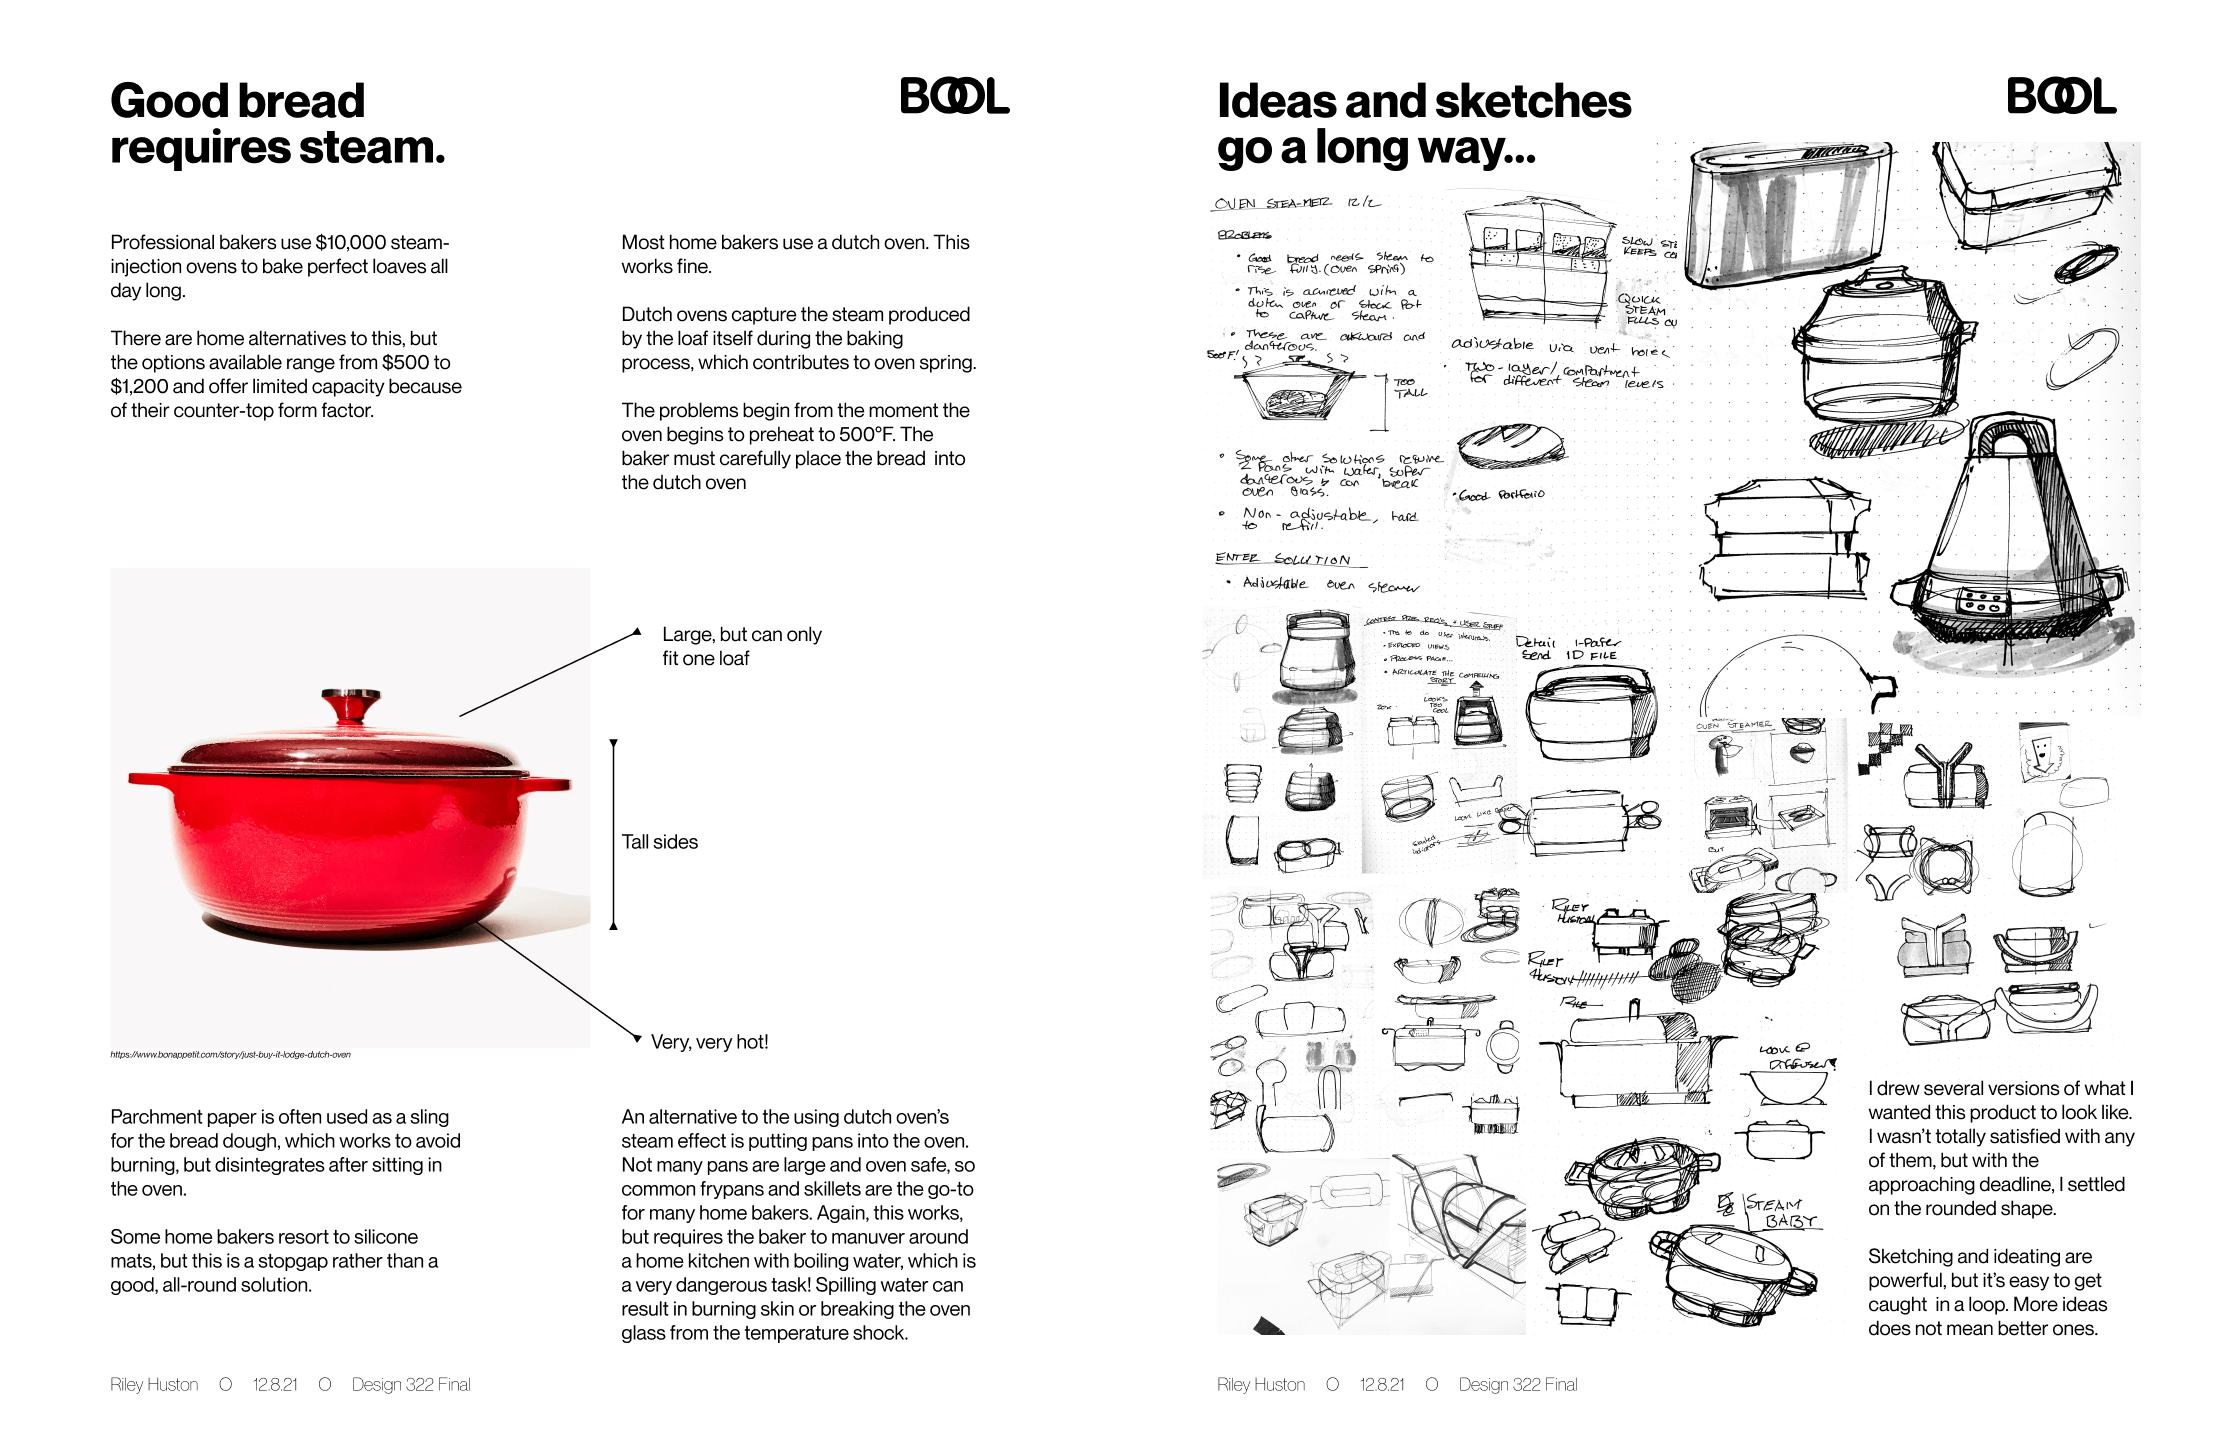 Good bread
requires steam.
BOOL
Professional bakers use $10,000 steam-
injection ovens to bake perfect loaves all
day long.
There are home alternatives to this, but
the options available range from $500 to
$1,200 and offer limited capacity because
of their counter-top form factor.
Most home bakers use a dutch oven. This
works fine.
Dutch ovens capture the steam produced
by the loaf itself during the baking
process, which contributes to oven spring.
The problems begin from the moment the
oven begins to preheat to 500°F. The
baker must carefully place the bread  into
the dutch oven
Large, but can only
fit one loaf
Tall sides
Very, very hot!
https://www.bonappetit.com/story/just-buy-it-lodge-dutch-oven
Parchment paper is often used as a sling
for the bread dough, which works to avoid
burning, but disintegrates after sitting in
the oven.
Some home bakers resort to silicone
mats, but this is a stopgap rather than a
good, all-round solution.
An alternative to the using dutch oven’s
steam effect is putting pans into the oven.
Not many pans are large and oven safe, so
common frypans and skillets are the go-to
for many home bakers. Again, this works,
but requires the baker to manuver around
a home kitchen with boiling water, which is
a very dangerous task! Spilling water can
result in burning skin or breaking the oven
glass from the temperature shock.
Riley Huston O 12.8.21 O Design 322 Final
Ideas and sketches
go a long way...
BOOL
OVEN STEA-MER 12/2
PROBLEMS
• Good bread needs steam to
rise fully. (oven spring)
• This is achieved with a
dutch oven or stock pot
to capture steam.
• These are awkward and
dangerous.
500°F!
TOO
TALL
• Some other solutions require
2 pans with water, super
dangerous & can break
oven glass.
• Non-adjustable, hard
to refill.
ENTER SOLUTION
• Adjustable oven steamer
SLOW
KEEPS
QUICK
STEAM
FILLS
adjustable via vent holes
• Two-layer/compartment
for different steam levels
• Good Portfolio
+ USER STUFF
• EXPLODED VIEWS
• PROCESS PAGE...
• ARTICULATE THE COMPELLING
STORY
LOOKS
TOO
COOL
Detail 1-Pager
Send ID FILE
LOOK LIKE
OVEN STEAMER
BUT
RILEY
HUSTON
RILEY
HUSTON
LOOK @
DIFFUSER!
STEAM
BABY
I drew several versions of what I
wanted this product to look like.
I wasn’t totally satisfied with any
of them, but with the
approaching deadline, I settled
on the rounded shape.
Sketching and ideating are
powerful, but it’s easy to get
caught  in a loop. More ideas
does not mean better ones.
Riley Huston O 12.8.21 O Design 322 Final